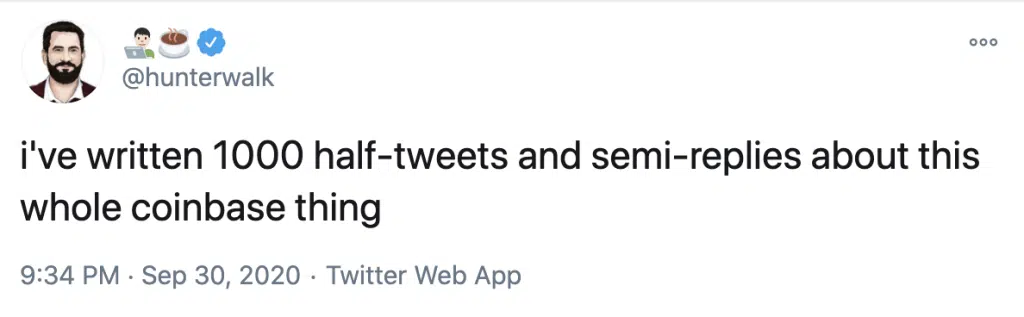 @hunterwalk
i've written 1000 half-tweets and semi-replies about this
whole coinbase thing
9:34 PM · Sep 30, 2020 · Twitter Web App